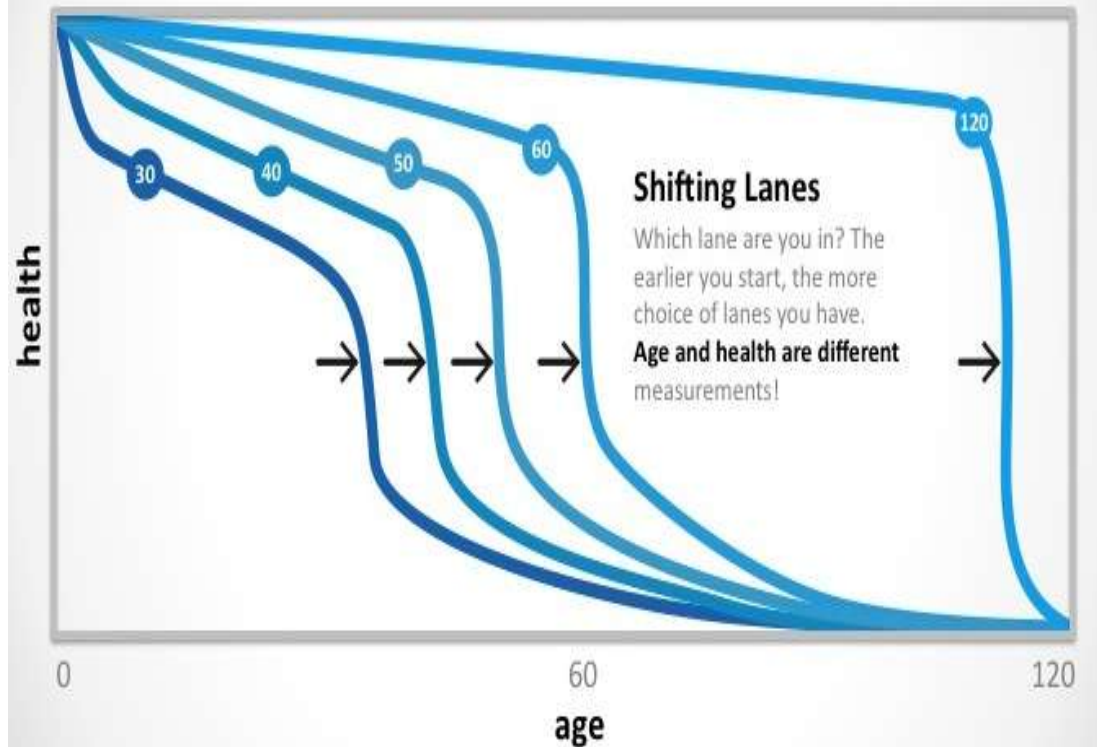 30
40
50
60
120
Shifting Lanes
Which lane are you in? The
earlier you start, the more
choice of lanes you have.
Age and health are different
measurements!
health
0
60
120
age